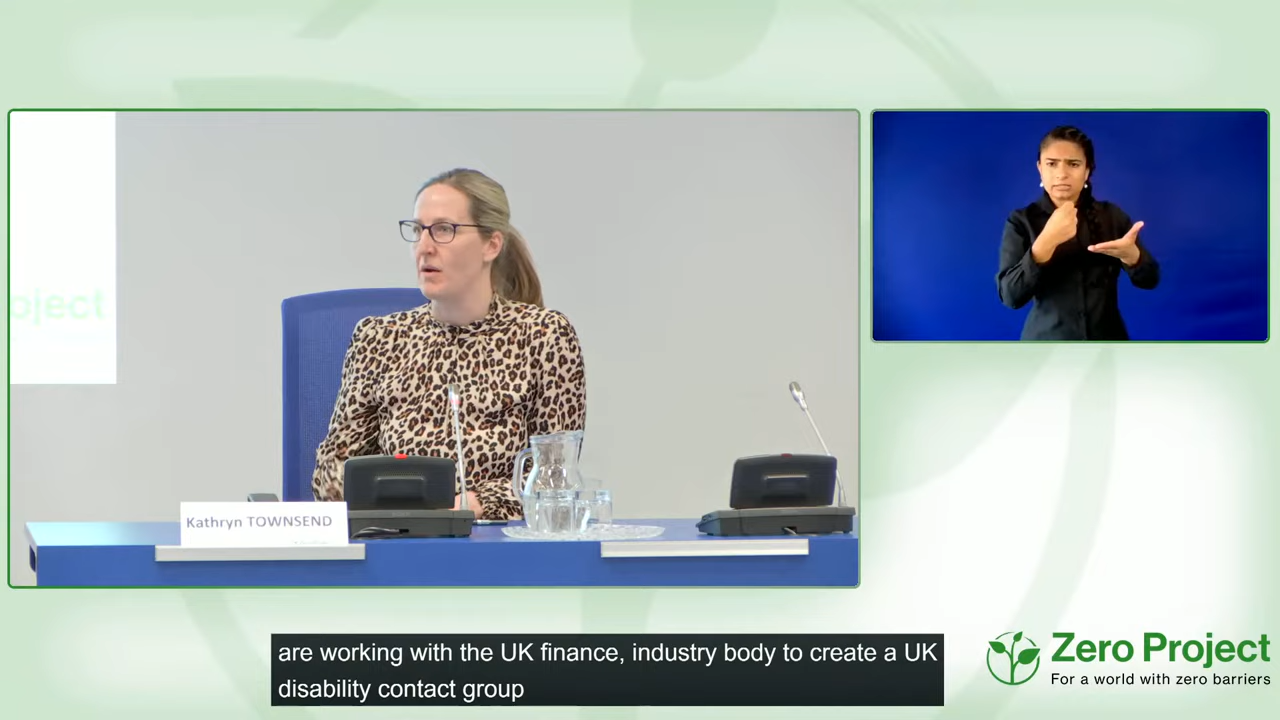 oject
Kathryn TOWNSEND
are working with the UK finance, industry body to create a UK
disability contact group
Zero Project
For a world with zero barriers